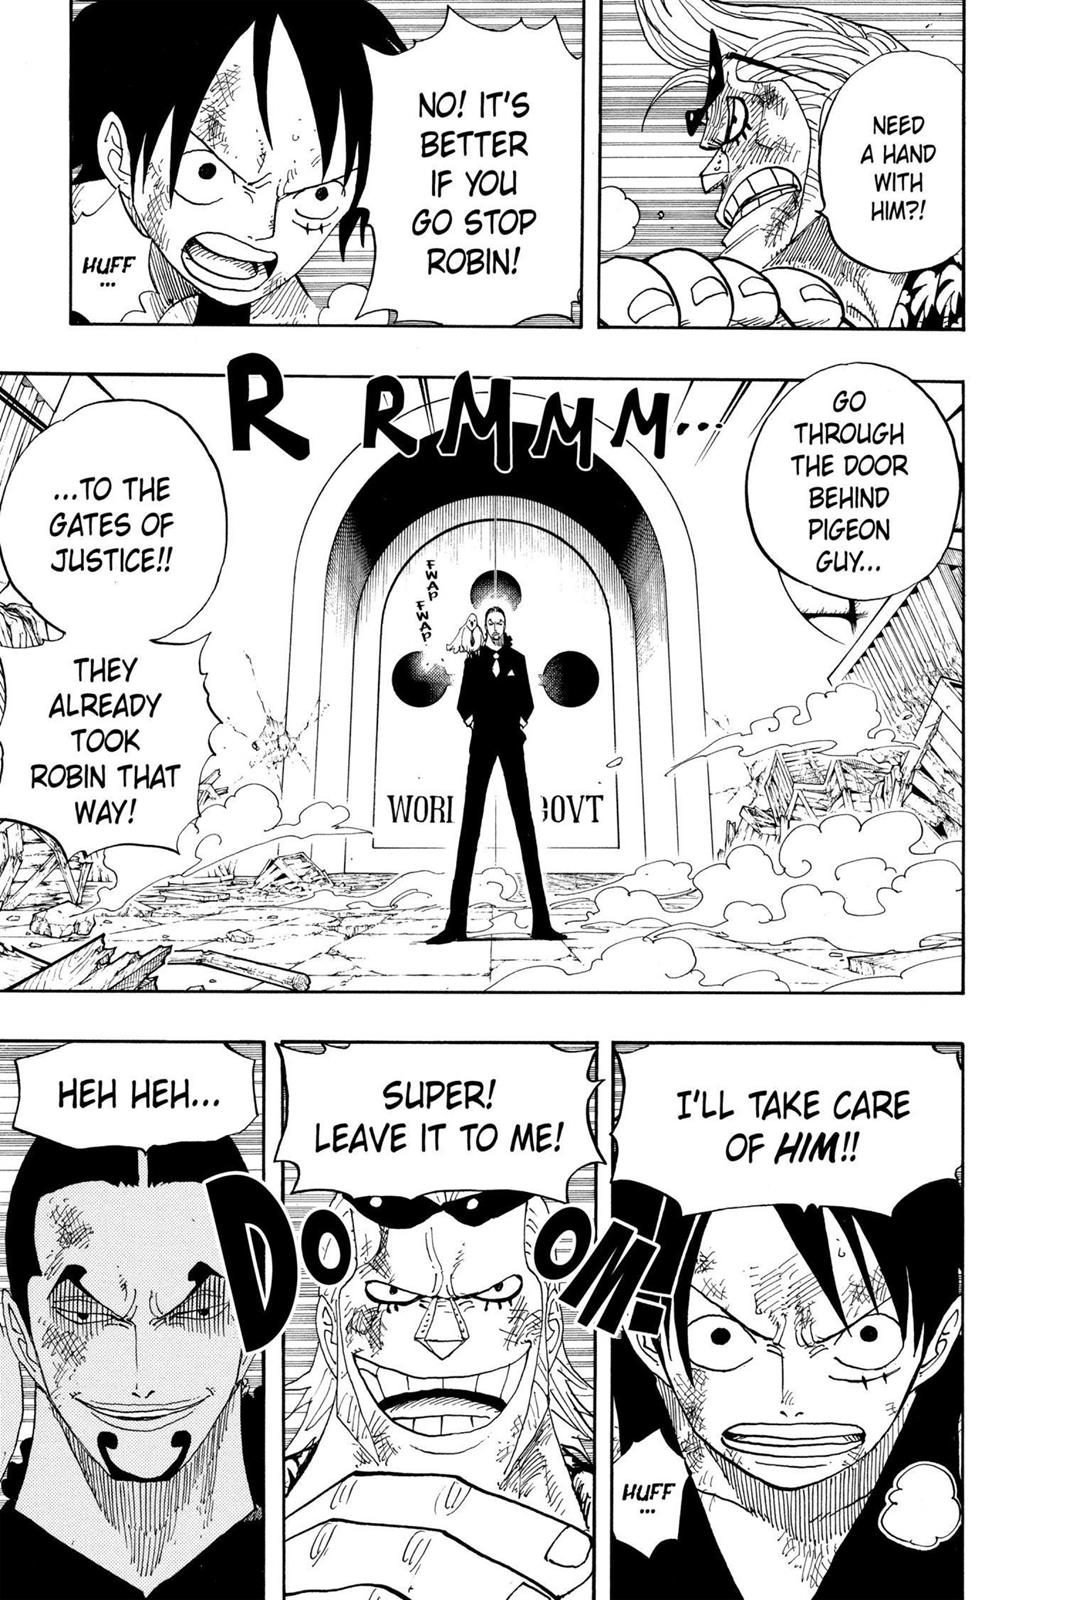 NEED
A HAND
WITH
HIM?!
NO! IT'S
BETTER
IF YOU
GO STOP
ROBIN!
HUFF
...
GO
THROUGH
THE DOOR
BEHIND
PIGEON
GUY...
R RMMM...
...TO THE
GATES OF
JUSTICE!!
THEY
ALREADY
TOOK
ROBIN THAT
WAY!
FWAP
FWAP
WORL GOVT
I'LL TAKE CARE
OF HIM!!
HUFF
...
SUPER!
LEAVE IT TO ME!
HEH HEH...
DOOM!